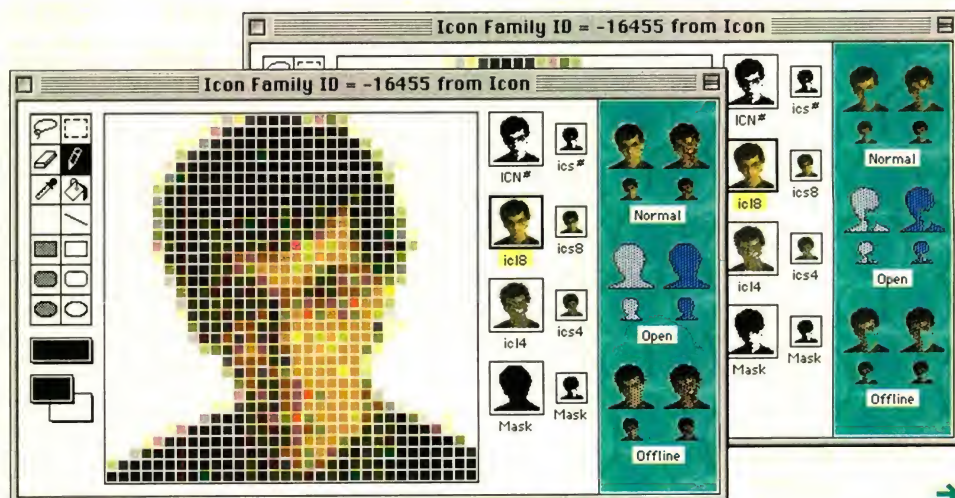 Icon Family ID = -16455 from Icon
ICN#
ics#
Normal
icl8
ics8
Open
icl4
ics4
Mask
Mask
Offline
Icon Family ID = -16455 from Icon
ICN#
ics#
Normal
icl8
ics8
icl4
ics4
Open
Mask
Mask
Offline